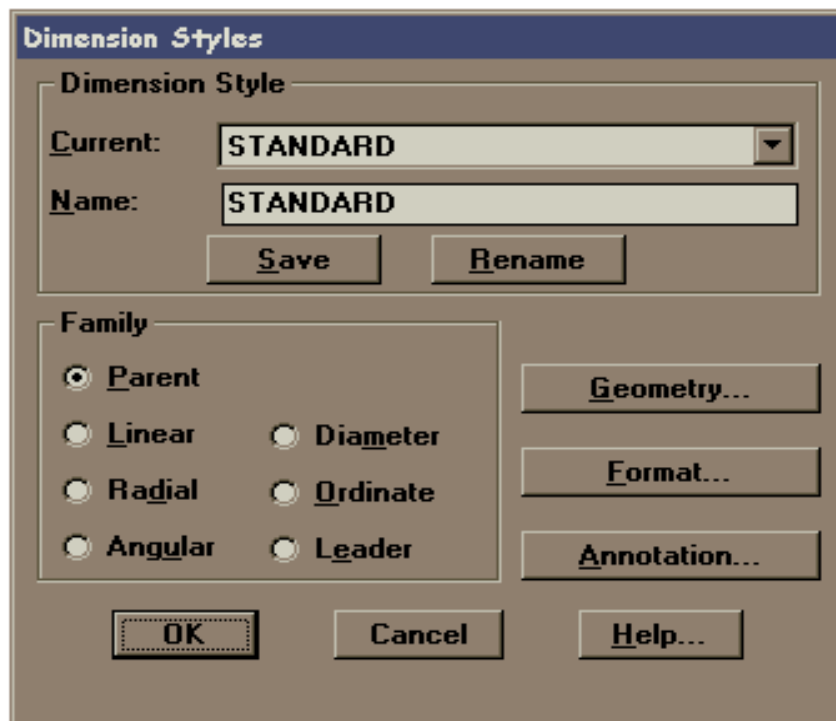 Dimension Styles
Dimension Style
Current: STANDARD
Name: STANDARD
Save Rename
Family
Parent
Linear Diameter
Radial Ordinate
Angular Leader
Geometry...
Format...
Annotation...
OK Cancel Help...